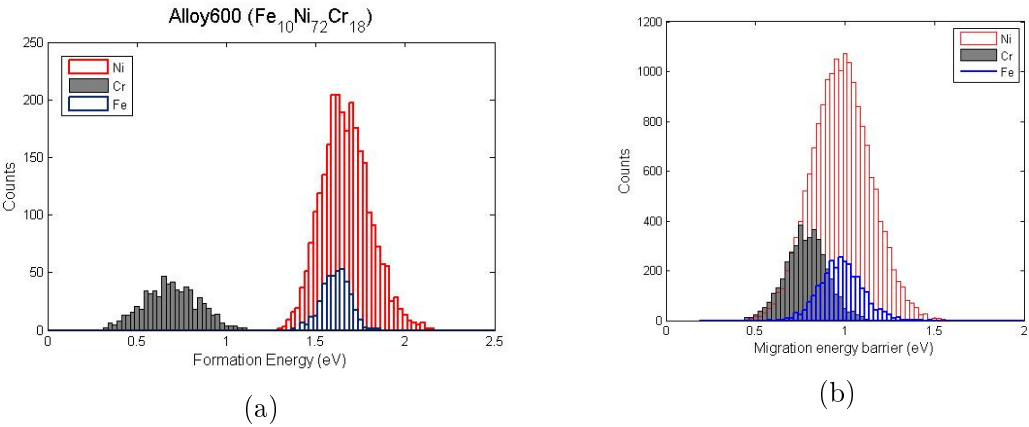 Alloy600 (Fe10Ni72Cr18)
250
200
150
100
50
0
Counts
Ni
Cr
Fe
0 0.5 1 1.5 2 2.5
Formation Energy (eV)
(a)
1200
1000
800
600
400
200
0
Counts
Ni
Cr
Fe
0 0.5 1 1.5 2
Migration energy barrier (eV)
(b)